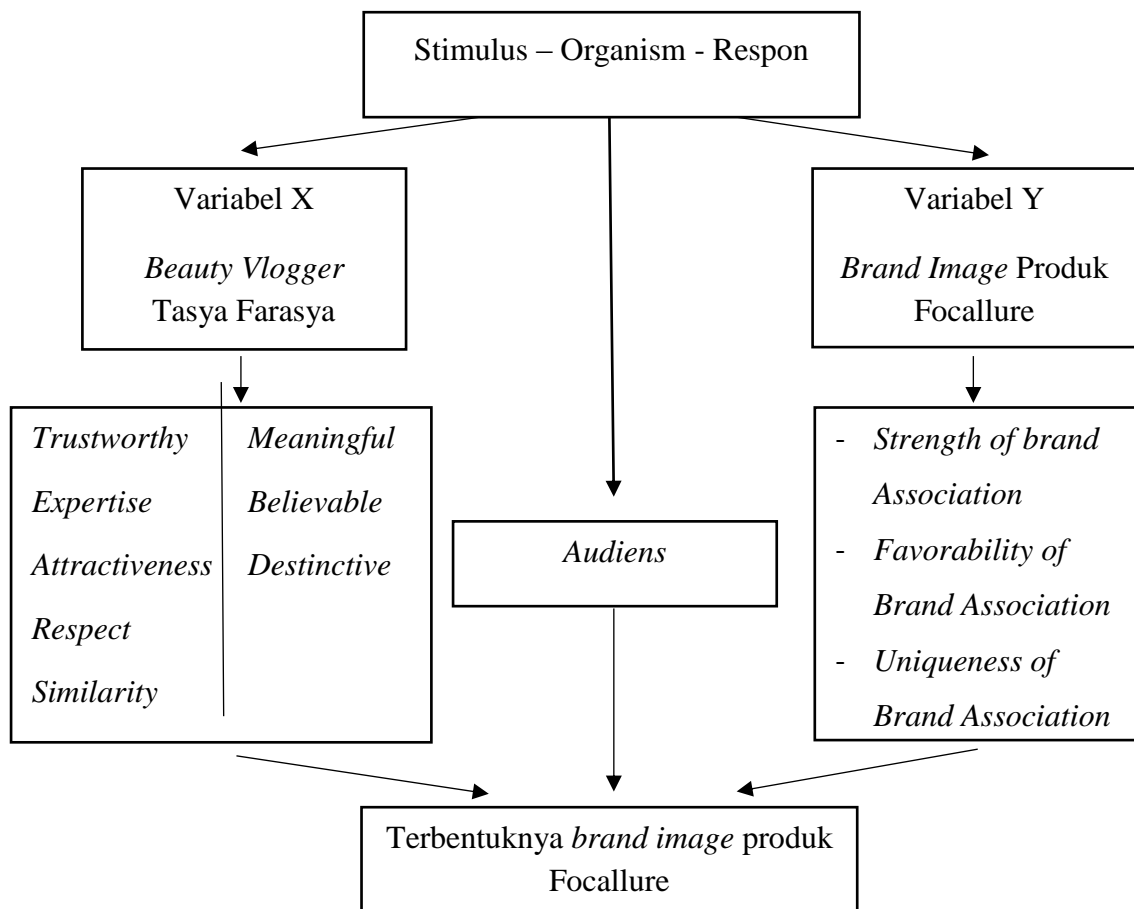 Stimulus – Organism - Respon
Variabel X
Beauty Vlogger
Tasya Farasya
Variabel Y
Brand Image Produk
Focallure
Trustworthy
Expertise
Attractiveness
Respect
Similarity
Meaningful
Believable
Destinctive
Audiens
- Strength of brand
Association
- Favorability of
Brand Association
- Uniqueness of
Brand Association
Terbentuknya brand image produk
Focallure